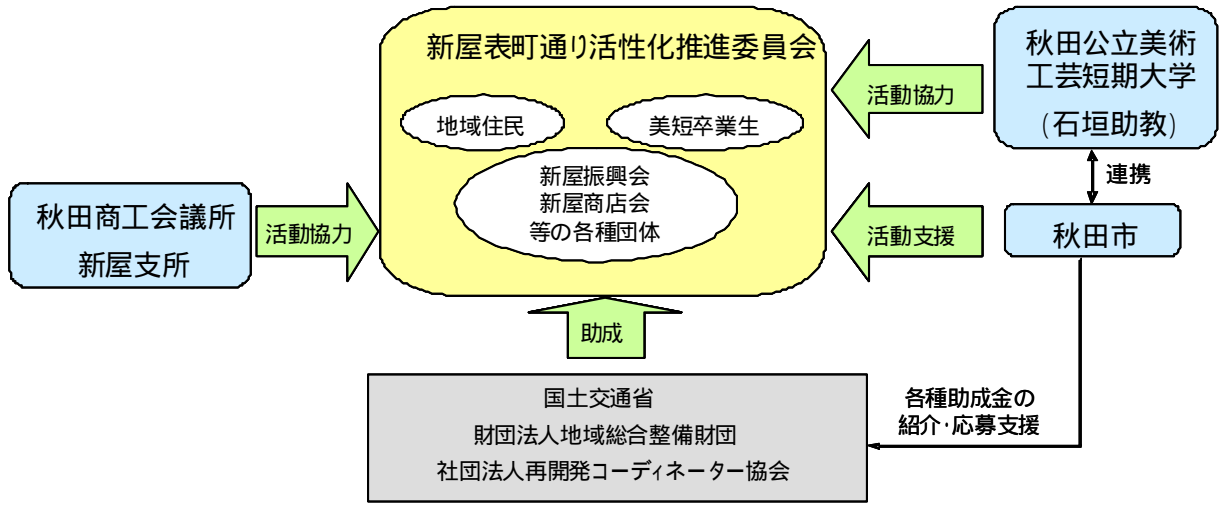 新屋表町通り活性化推進委員会
地域住民
美短卒業生
新屋振興会
新屋商店会
等の各種団体
秋田商工会議所
新屋支所
活動協力
活動協力
秋田公立美術
工芸短期大学
(石垣助教)
連携
活動支援
秋田市
助成
国土交通省
財団法人地域総合整備財団
社団法人再開発コーディネーター協会
各種助成金の
紹介・応募支援